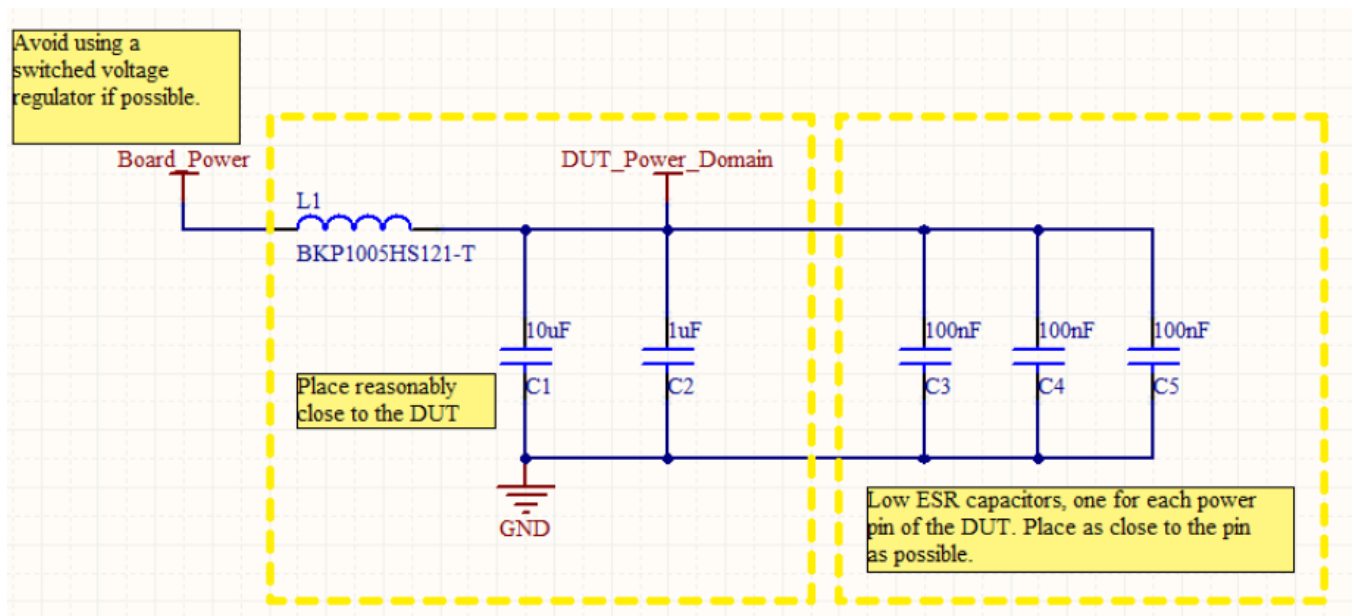 Avoid using a
switched voltage
regulator if possible.
Board_Power
DUT_Power_Domain
L1
BKP1005HS121-T
10uF
1uF
100nF
100nF
100nF
C1
C2
C3
C4
C5
Place reasonably
close to the DUT
GND
Low ESR capacitors, one for each power
pin of the DUT. Place as close to the pin
as possible.